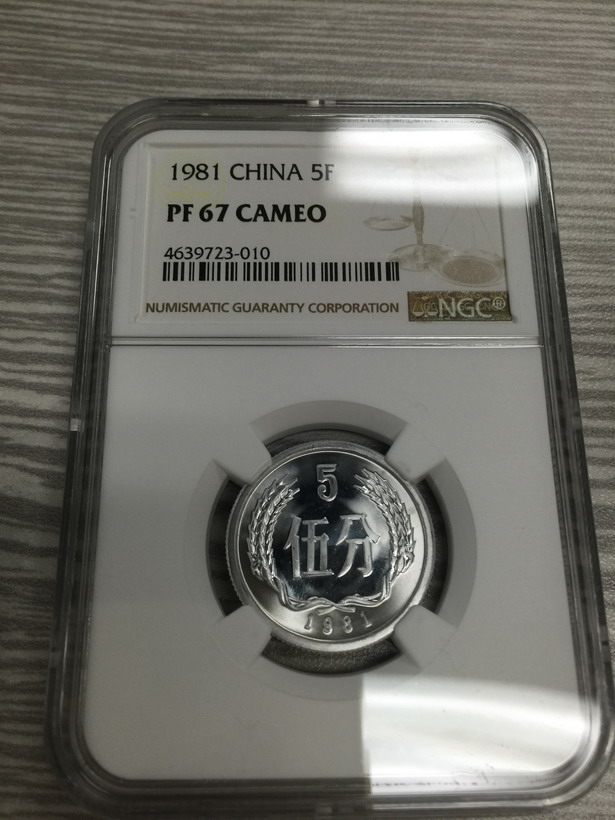 1981 CHINA 5F
PF 67 CAMEO
4639723-010
NUMISMATIC GUARANTY CORPORATION
NGC®
5
伍分
1981